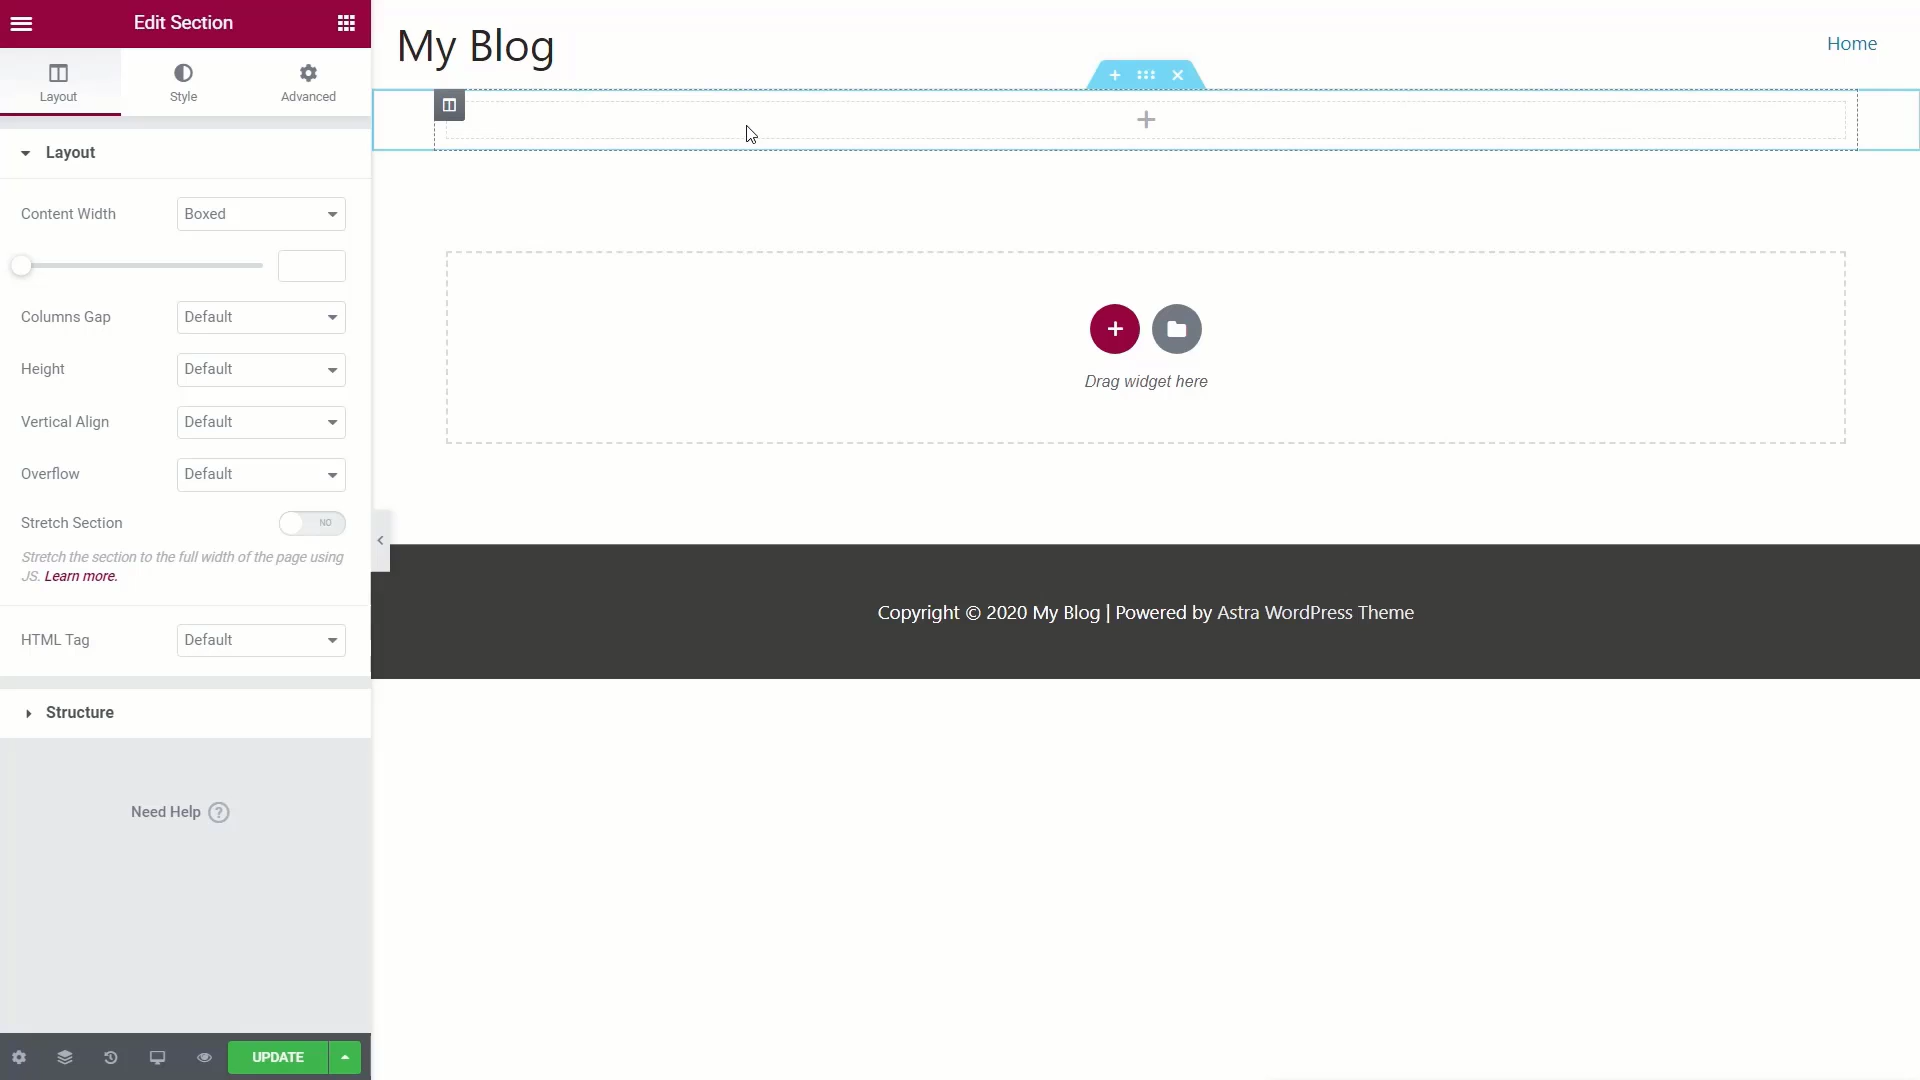 Edit Section
Layout
Style
Advanced
Layout
Content Width
Boxed
Columns Gap
Default
Height
Default
Vertical Align
Default
Overflow
Default
Stretch Section
NO
Stretch the section to the full width of the page using
JS. Learn more.
HTML Tag
Default
Structure
Need Help ?
UPDATE
My Blog
Home
Drag widget here
Copyright © 2020 My Blog | Powered by Astra WordPress Theme